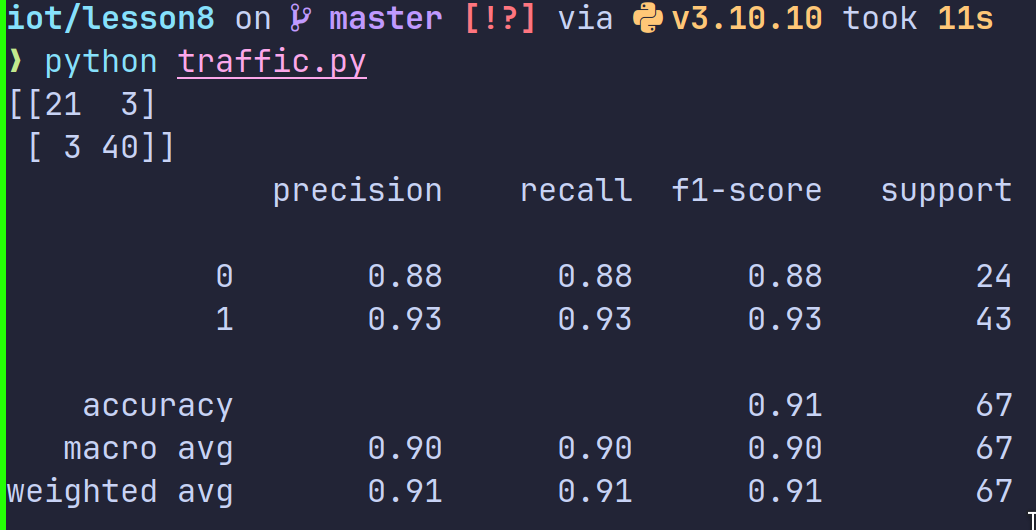 iot/lesson8 on master [!?] via v3.10.10 took 11s
❯ python traffic.py
[[21  3]
 [ 3 40]]
              precision    recall  f1-score   support

           0       0.88      0.88      0.88        24
           1       0.93      0.93      0.93        43

    accuracy                           0.91        67
   macro avg       0.90      0.90      0.90        67
weighted avg       0.91      0.91      0.91        67